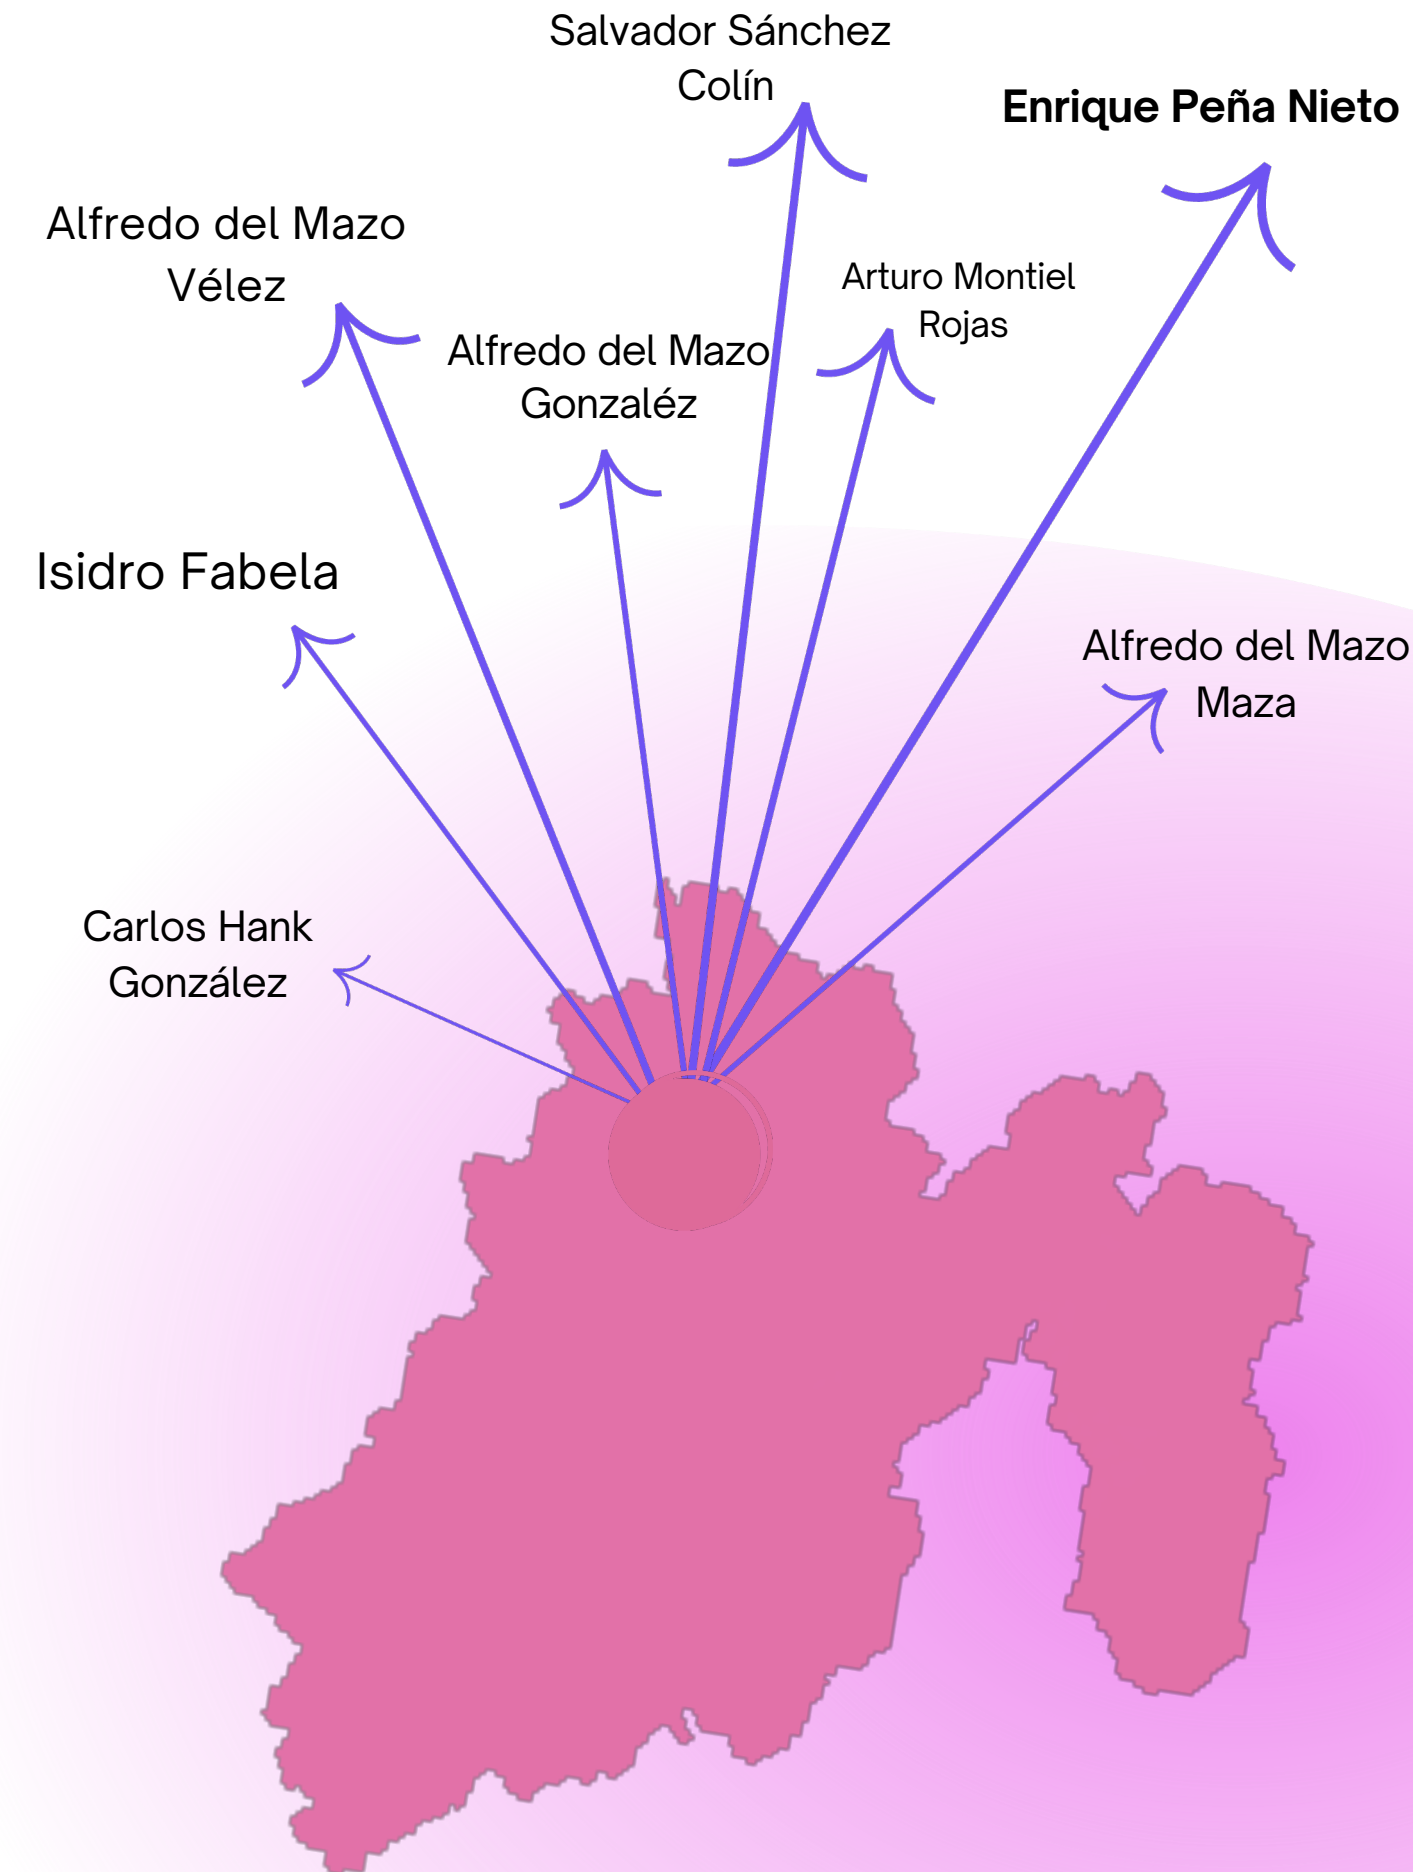 Salvador Sánchez
Colín
Enrique Peña Nieto
Alfredo del Mazo
Vélez
Arturo Montiel
Rojas
Alfredo del Mazo
Gonzaléz
Isidro Fabela
Alfredo del Mazo
Maza
Carlos Hank
González